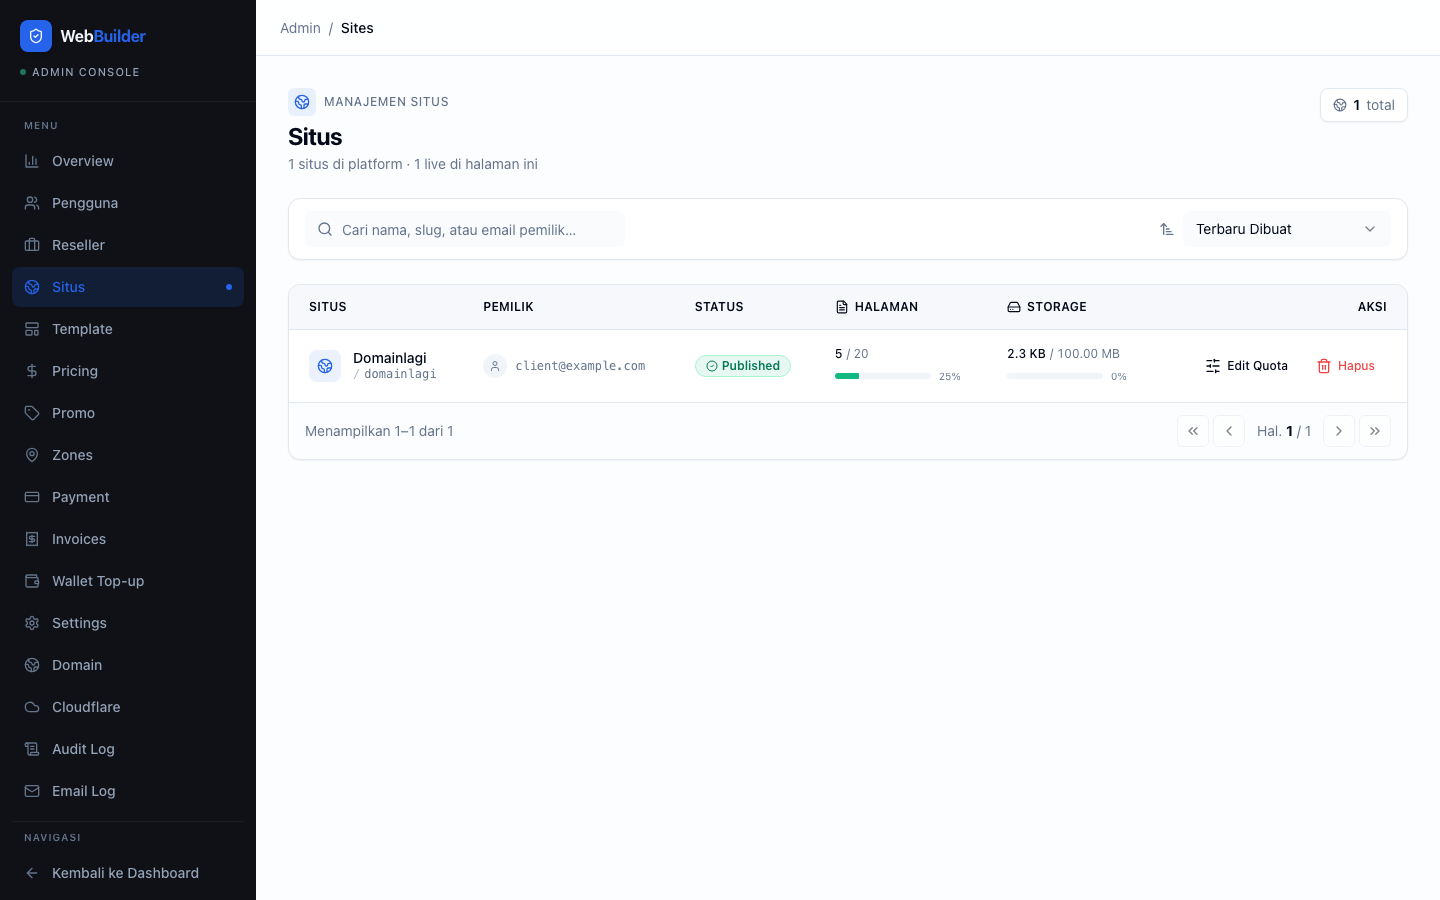 WebBuilder
ADMIN CONSOLE
MENU
Overview
Pengguna
Reseller
Situs
Template
Pricing
Promo
Zones
Payment
Invoices
Wallet Top-up
Settings
Domain
Cloudflare
Audit Log
Email Log
NAVIGASI
Kembali ke Dashboard
Admin / Sites
MANAJEMEN SITUS
Situs
1 situs di platform · 1 live di halaman ini
1 total
Cari nama, slug, atau email pemilik...
Terbaru Dibuat
SITUS PEMILIK STATUS HALAMAN STORAGE AKSI
Domainlagi
/ domainlagi
client@example.com
Published
5 / 20
25%
2.3 KB / 100.00 MB
0%
Edit Quota
Hapus
Menampilkan 1–1 dari 1
Hal. 1 / 1